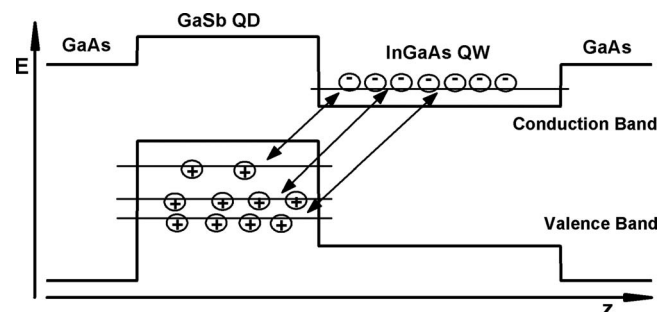 GaSb QD
GaAs
InGaAs QW
GaAs
E
- - - - - - -
Conduction Band
+ +
+ + + +
+ + + +
Valence Band
z